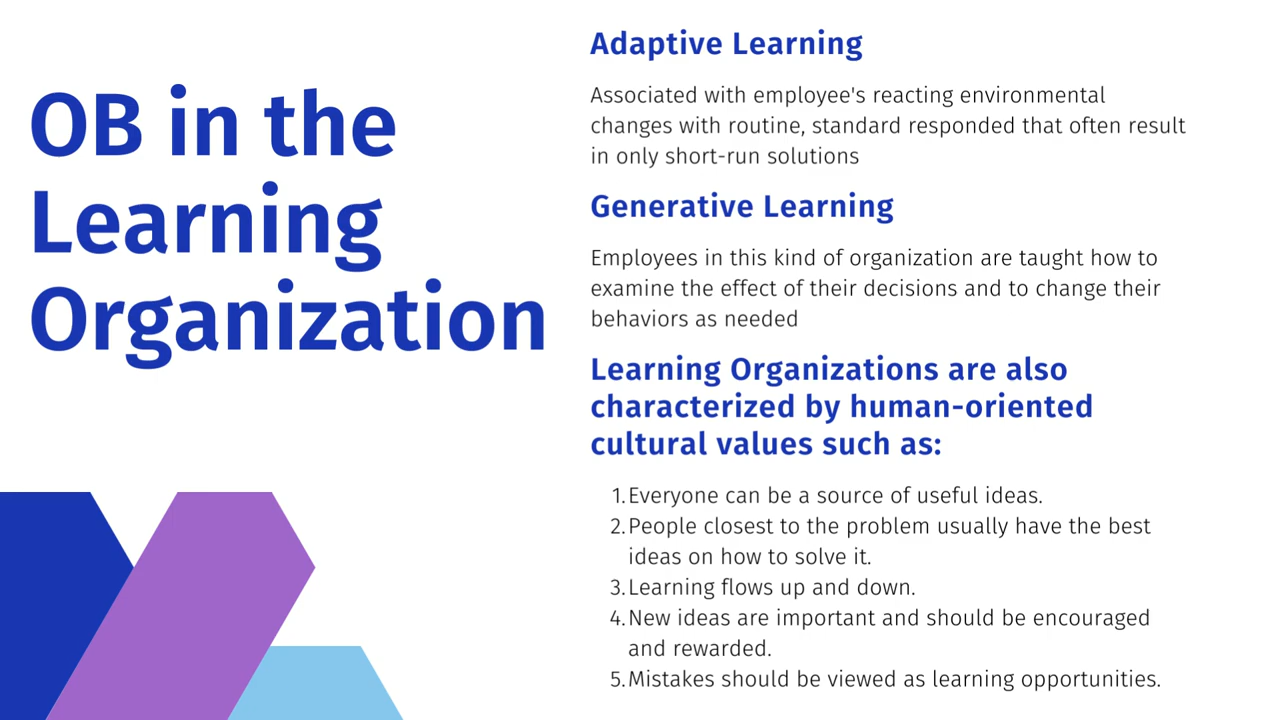 OB in the
Learning
Organization
Adaptive Learning
Associated with employee's reacting environmental
changes with routine, standard responded that often result
in only short-run solutions
Generative Learning
Employees in this kind of organization are taught how to
examine the effect of their decisions and to change their
behaviors as needed
Learning Organizations are also
characterized by human-oriented
cultural values such as:
1. Everyone can be a source of useful ideas.
2. People closest to the problem usually have the best
ideas on how to solve it.
3. Learning flows up and down.
4. New ideas are important and should be encouraged
and rewarded.
5. Mistakes should be viewed as learning opportunities.